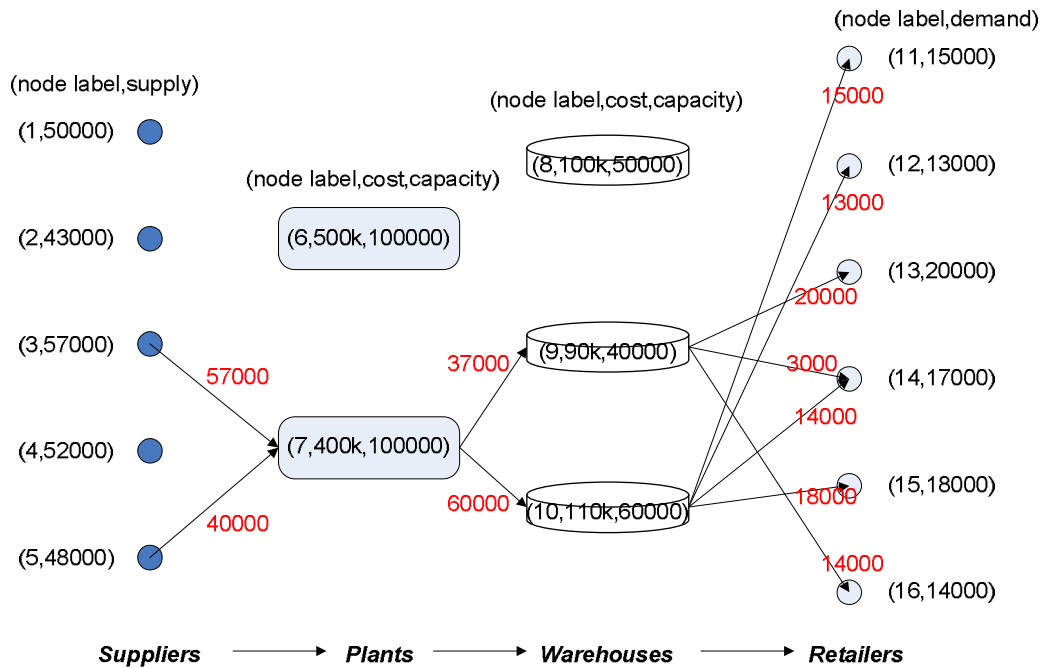 (node label,demand)
(11,15000)
15000
(node label,supply)
(node label,cost,capacity)
(1,50000)
(8,100k,50000)
(12,13000)
(node label,cost,capacity)
13000
(2,43000)
(6,500k,100000)
(13,20000)
20000
(3,57000)
(9,90k,40000)
57000
37000
3000
(14,17000)
14000
(4,52000)
(7,400k,100000)
(15,18000)
18000
40000
60000
(10,110k,60000)
(5,48000)
14000
(16,14000)
Suppliers Plants Warehouses Retailers